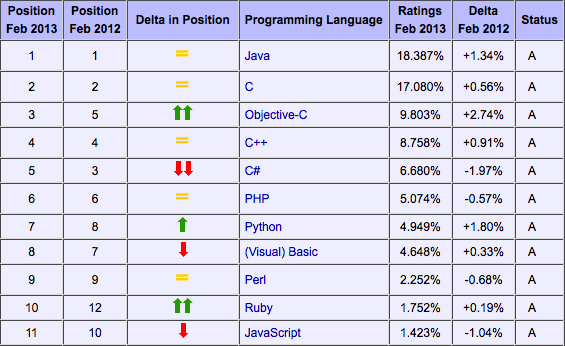 Position Feb 2013 Position Feb 2012 Delta in Position Programming Language Ratings Feb 2013 Delta Feb 2012 Status
1 1 = Java 18.387% +1.34% A
2 2 = C 17.080% +0.56% A
3 5 Objective-C 9.803% +2.74% A
4 4 = C++ 8.758% +0.91% A
5 3 C# 6.680% -1.97% A
6 6 = PHP 5.074% -0.57% A
7 8 Python 4.949% +1.80% A
8 7 (Visual) Basic 4.648% +0.33% A
9 9 = Perl 2.252% -0.68% A
10 12 Ruby 1.752% +0.19% A
11 10 JavaScript 1.423% -1.04% A